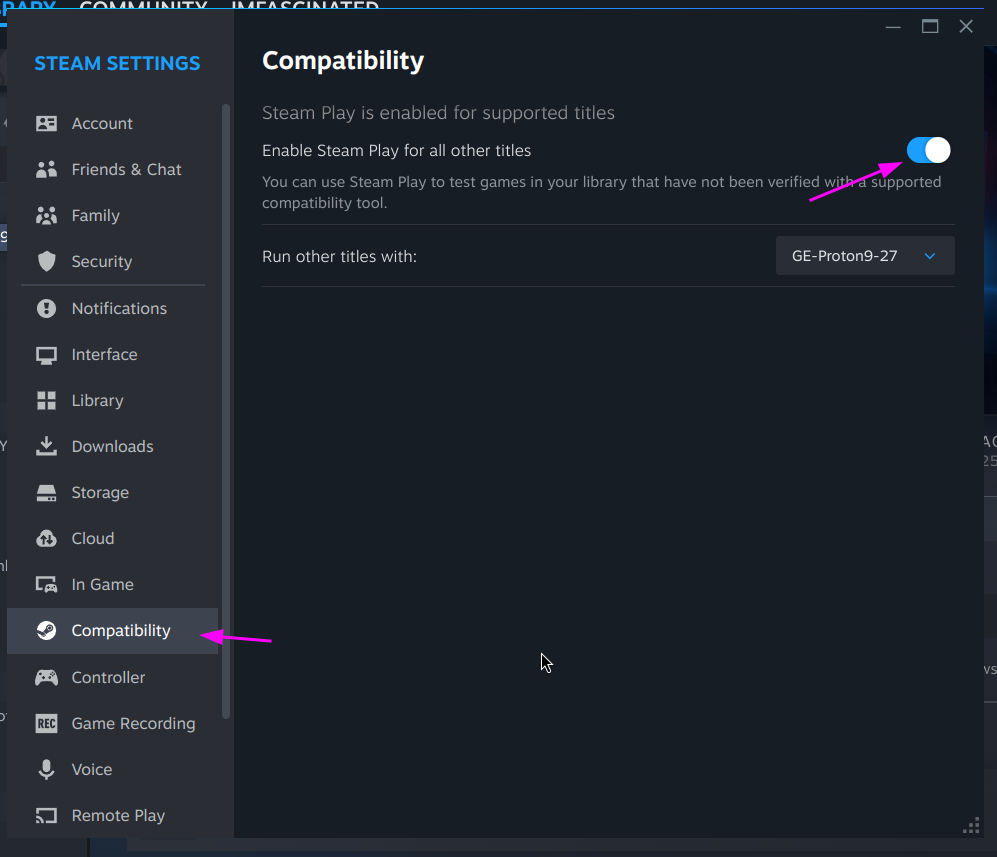 COMMUNITY IMFASCINATED
STEAM SETTINGS
Account
Friends & Chat
Family
Security
Notifications
Interface
Library
Downloads
Storage
Cloud
In Game
Compatibility
Controller
REC Game Recording
Voice
Remote Play
Compatibility
Steam Play is enabled for supported titles
Enable Steam Play for all other titles
You can use Steam Play to test games in your library that have not been verified with a supported
compatibility tool.
Run other titles with:
GE-Proton9-27